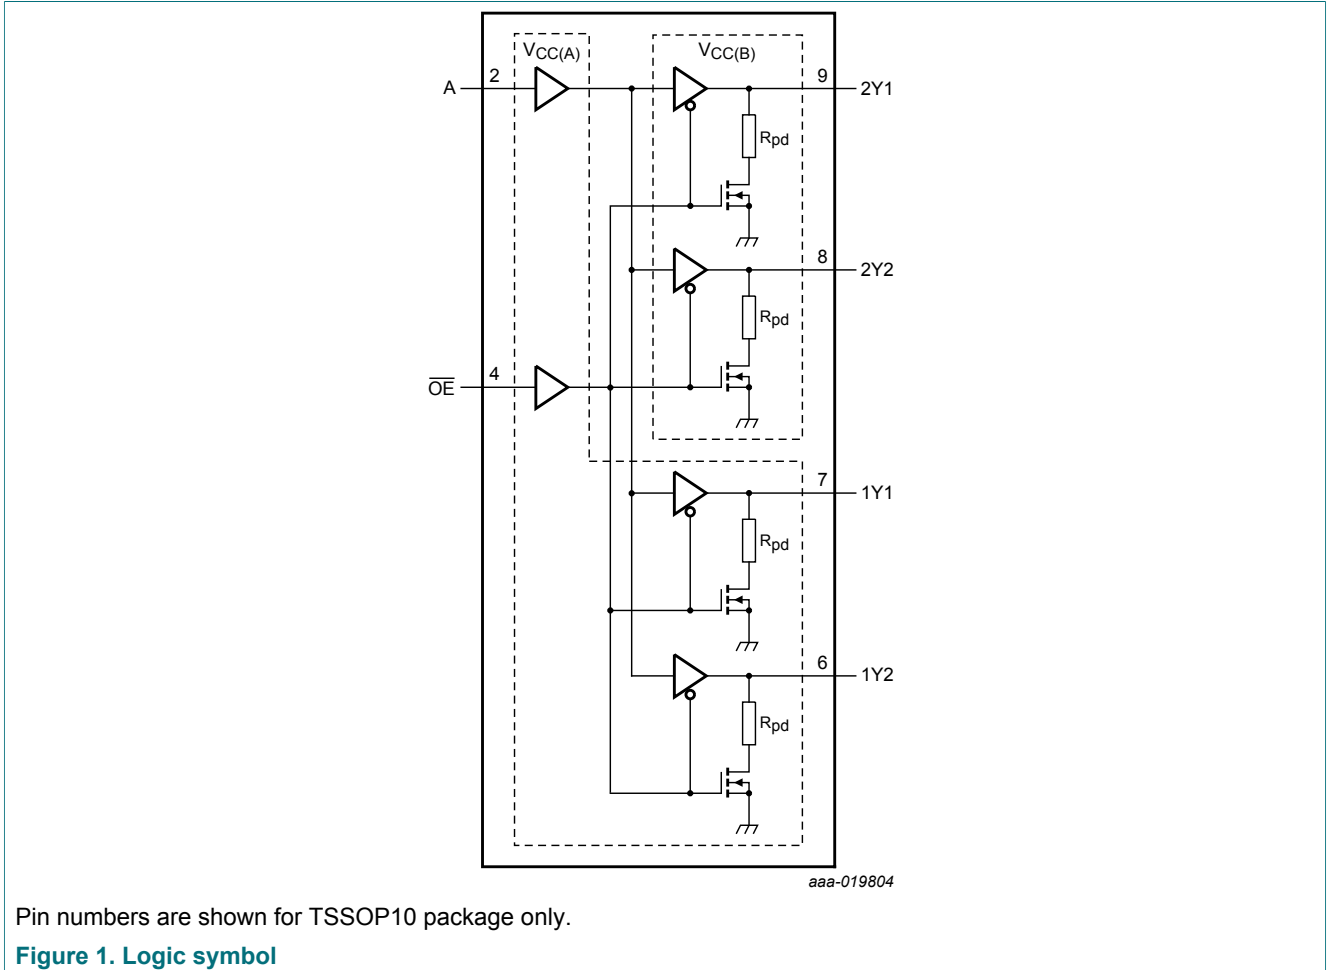 VCC(A) VCC(B)
A 2 9 2Y1
Rpd
8 2Y2
Rpd
OE 4
7 1Y1
Rpd
6 1Y2
Rpd
aaa-019804
Pin numbers are shown for TSSOP10 package only.
Figure 1. Logic symbol